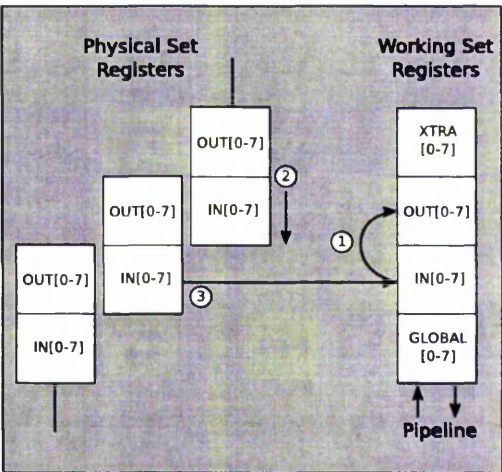 Physical Set
Registers
Working Set
Registers
OUT[0-7]
IN[0-7]
2
OUT[0-7]
IN[0-7]
3
OUT[0-7]
IN[0-7]
XTRA
[0-7]
OUT[0-7]
1
IN[0-7]
GLOBAL
[0-7]
Pipeline